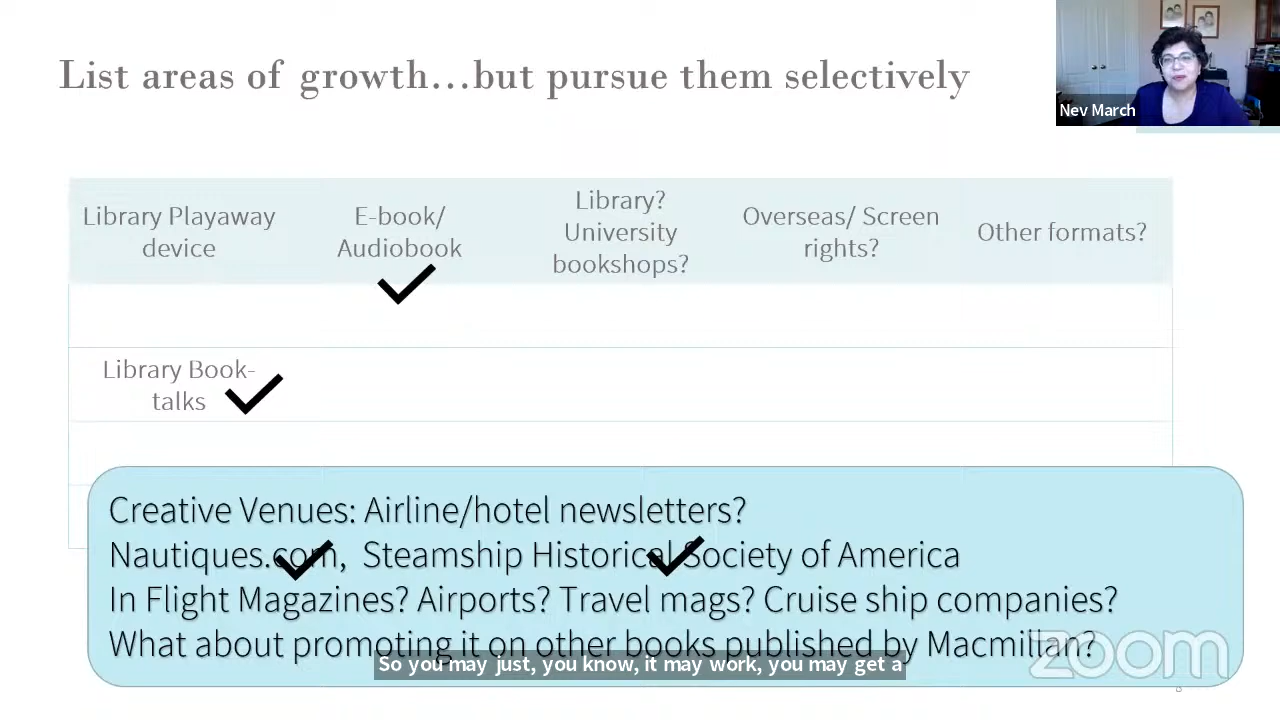 List areas of growth...but pursue them selectively
Nev March
Library Playaway
device
E-book/
Audiobook
Library?
University
bookshops?
Overseas/ Screen
rights?
Other formats?
Library Book-
talks
Creative Venues: Airline/hotel newsletters?
Nautiques.com, Steamship Historical Society of America
In Flight Magazines? Airports? Travel mags? Cruise ship companies?
What about promoting it on other books published by Macmillan?
zoom
So you may just, you know, it may work, you may get a
8